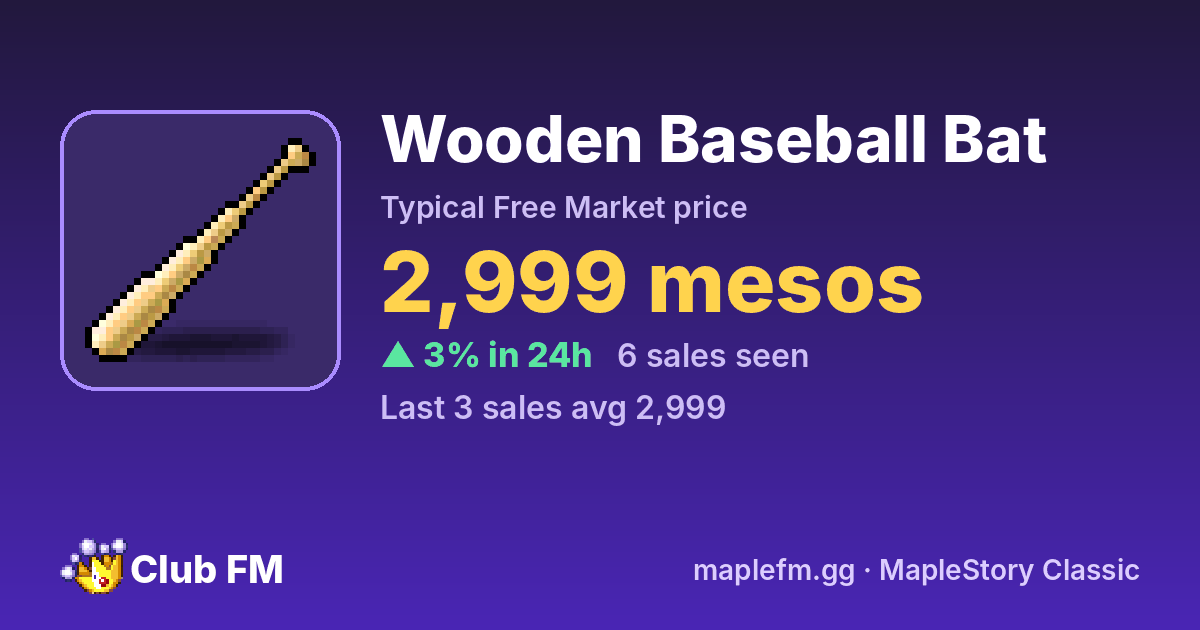 Wooden Baseball Bat
Typical Free Market price
2,999 mesos
▲ 3% in 24h 6 sales seen
Last 3 sales avg 2,999
Club FM
maplefm.gg · MapleStory Classic